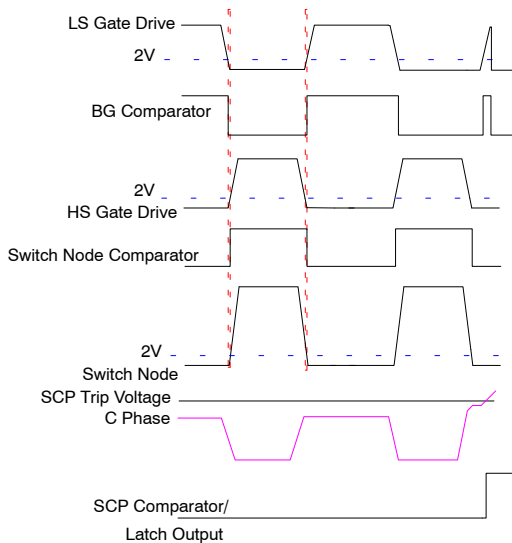 LS Gate Drive
2V
BG Comparator
2V
HS Gate Drive
Switch Node Comparator
2V
Switch Node
SCP Trip Voltage
C Phase
SCP Comparator/
Latch Output